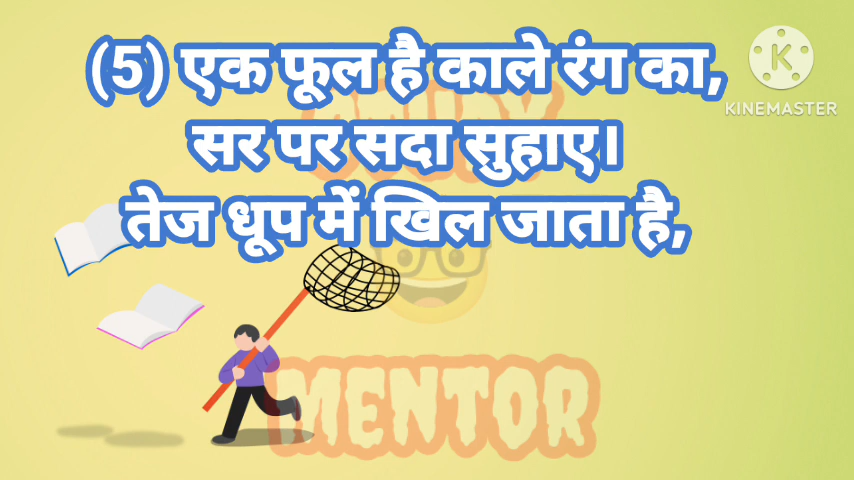 (5) एक फूल है काले रंग का,
KINEMASTER
सर पर सदा सुहाए।
तेज धूप में खिल जाता है,
MENTOR